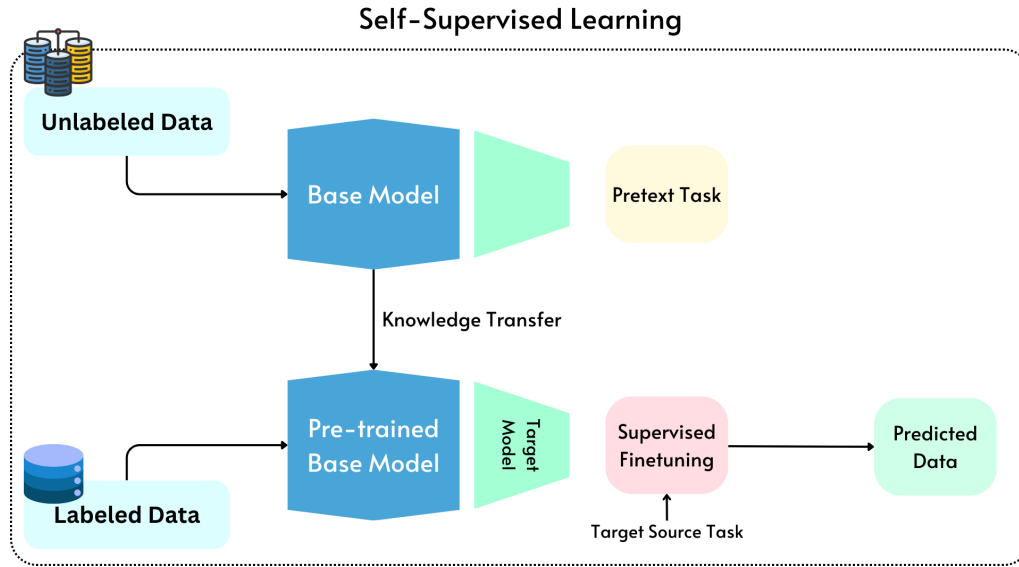 Self-Supervised Learning
Unlabeled Data
Base Model
Pretext Task
Knowledge Transfer
Pre-trained
Base Model
Target
Model
Supervised
Finetuning
Predicted
Data
Labeled Data
Target Source Task